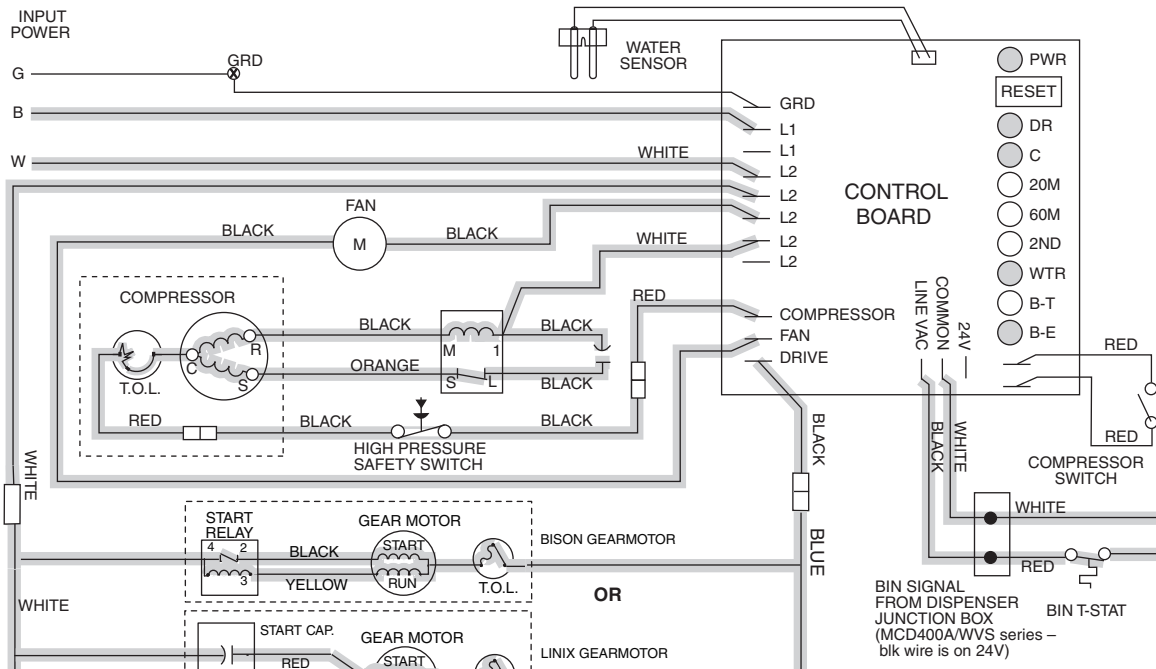 INPUT
POWER
G
GRD
B
W
WHITE
WATER
SENSOR
GRD
L1
L1
L2
L2
L2
L2
L2
CONTROL
BOARD
PWR
RESET
DR
C
20M
60M
2ND
WTR
B-T
B-E
FAN
M
BLACK
BLACK
WHITE
COMPRESSOR
T.O.L.
C
R
S
BLACK
ORANGE
M
1
S
L
BLACK
BLACK
RED
COMPRESSOR
FAN
DRIVE
LINE VAC
COMMON
24V
RED
RED
COMPRESSOR
SWITCH
RED
BLACK
HIGH PRESSURE
SAFETY SWITCH
BLACK
BLACK
BLACK
WHITE
WHITE
START
RELAY
4
2
3
BLACK
YELLOW
GEAR MOTOR
START
RUN
T.O.L.
BISON GEARMOTOR
OR
BLUE
WHITE
RED
BIN T-STAT
BIN SIGNAL
FROM DISPENSER
JUNCTION BOX
(MCD400A/WVS series –
blk wire is on 24V)
WHITE
START CAP.
RED
GEAR MOTOR
START
LINIX GEARMOTOR